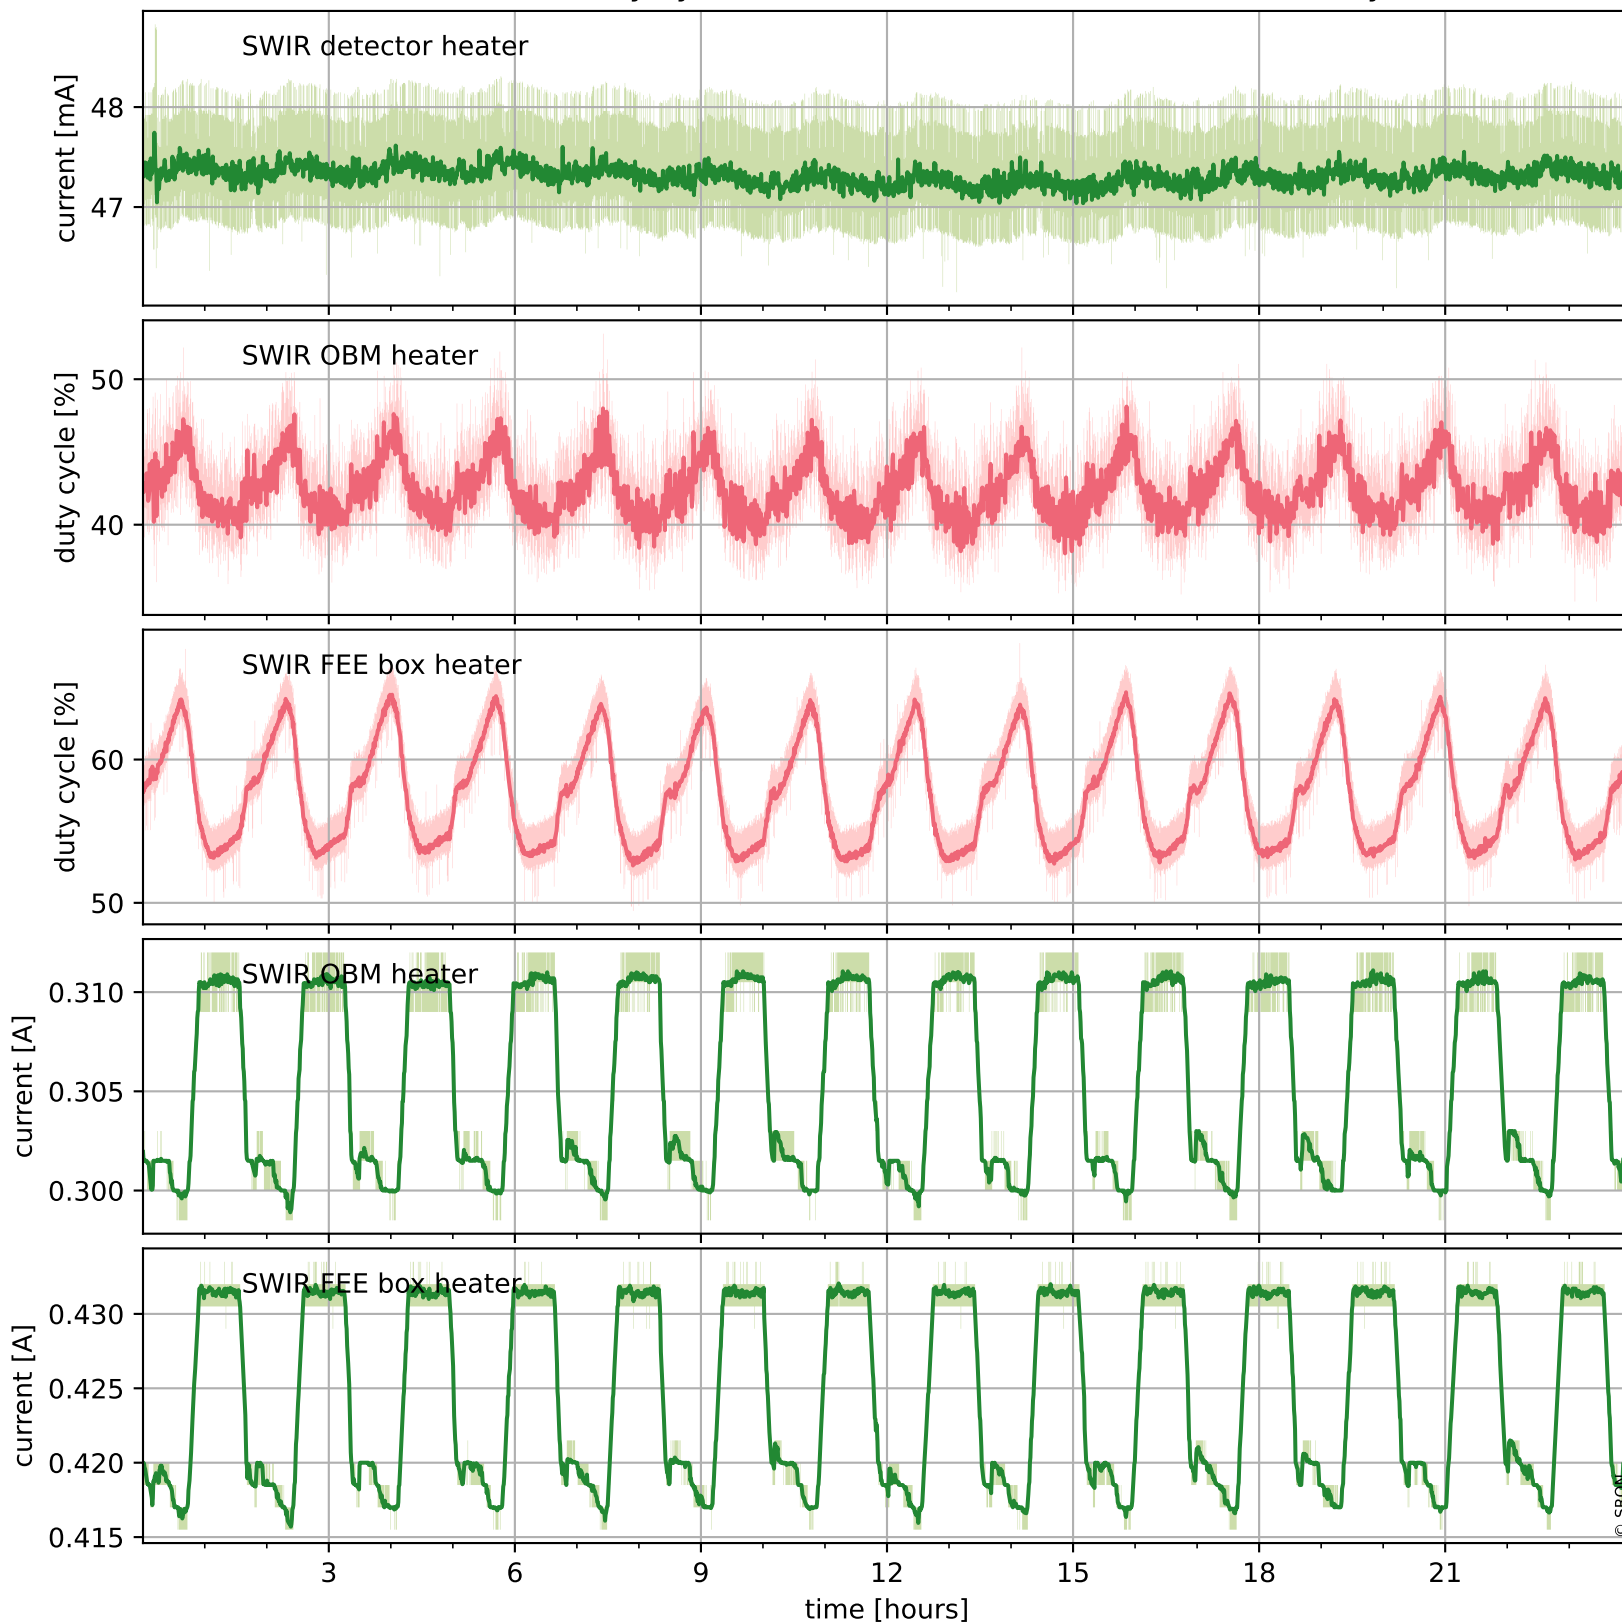 SWIR detector heater
current [mA]
48
47
SWIR OBM heater
duty cycle [%]
50
40
SWIR FEE box heater
duty cycle [%]
60
50
SWIR OBM heater
current [A]
0.310
0.305
0.300
SWIR FEE box heater
current [A]
0.430
0.425
0.420
0.415
3 6 9 12 15 18 21
time [hours]
© SRON